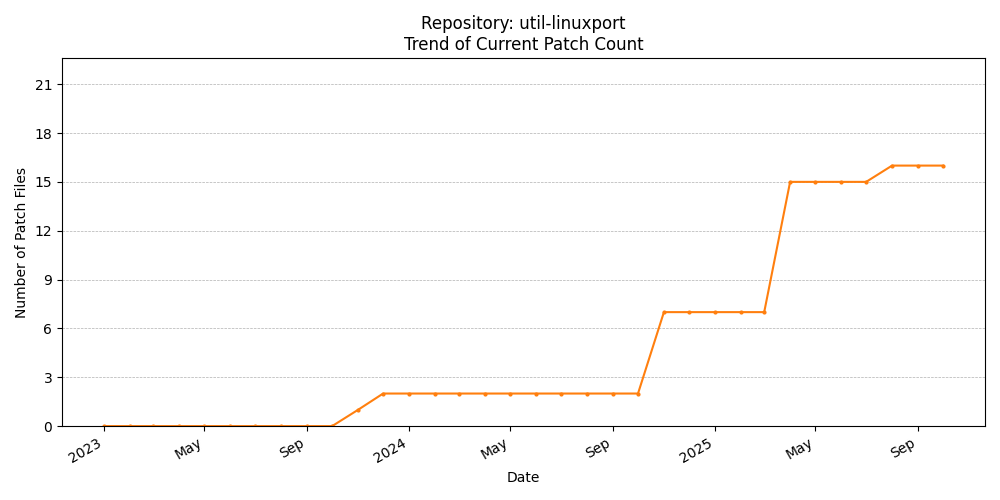 Repository: util-linuxport
Trend of Current Patch Count
Number of Patch Files
21
18
15
12
9
6
3
0
2023
May
Sep
2024
May
Sep
2025
May
Sep
Date